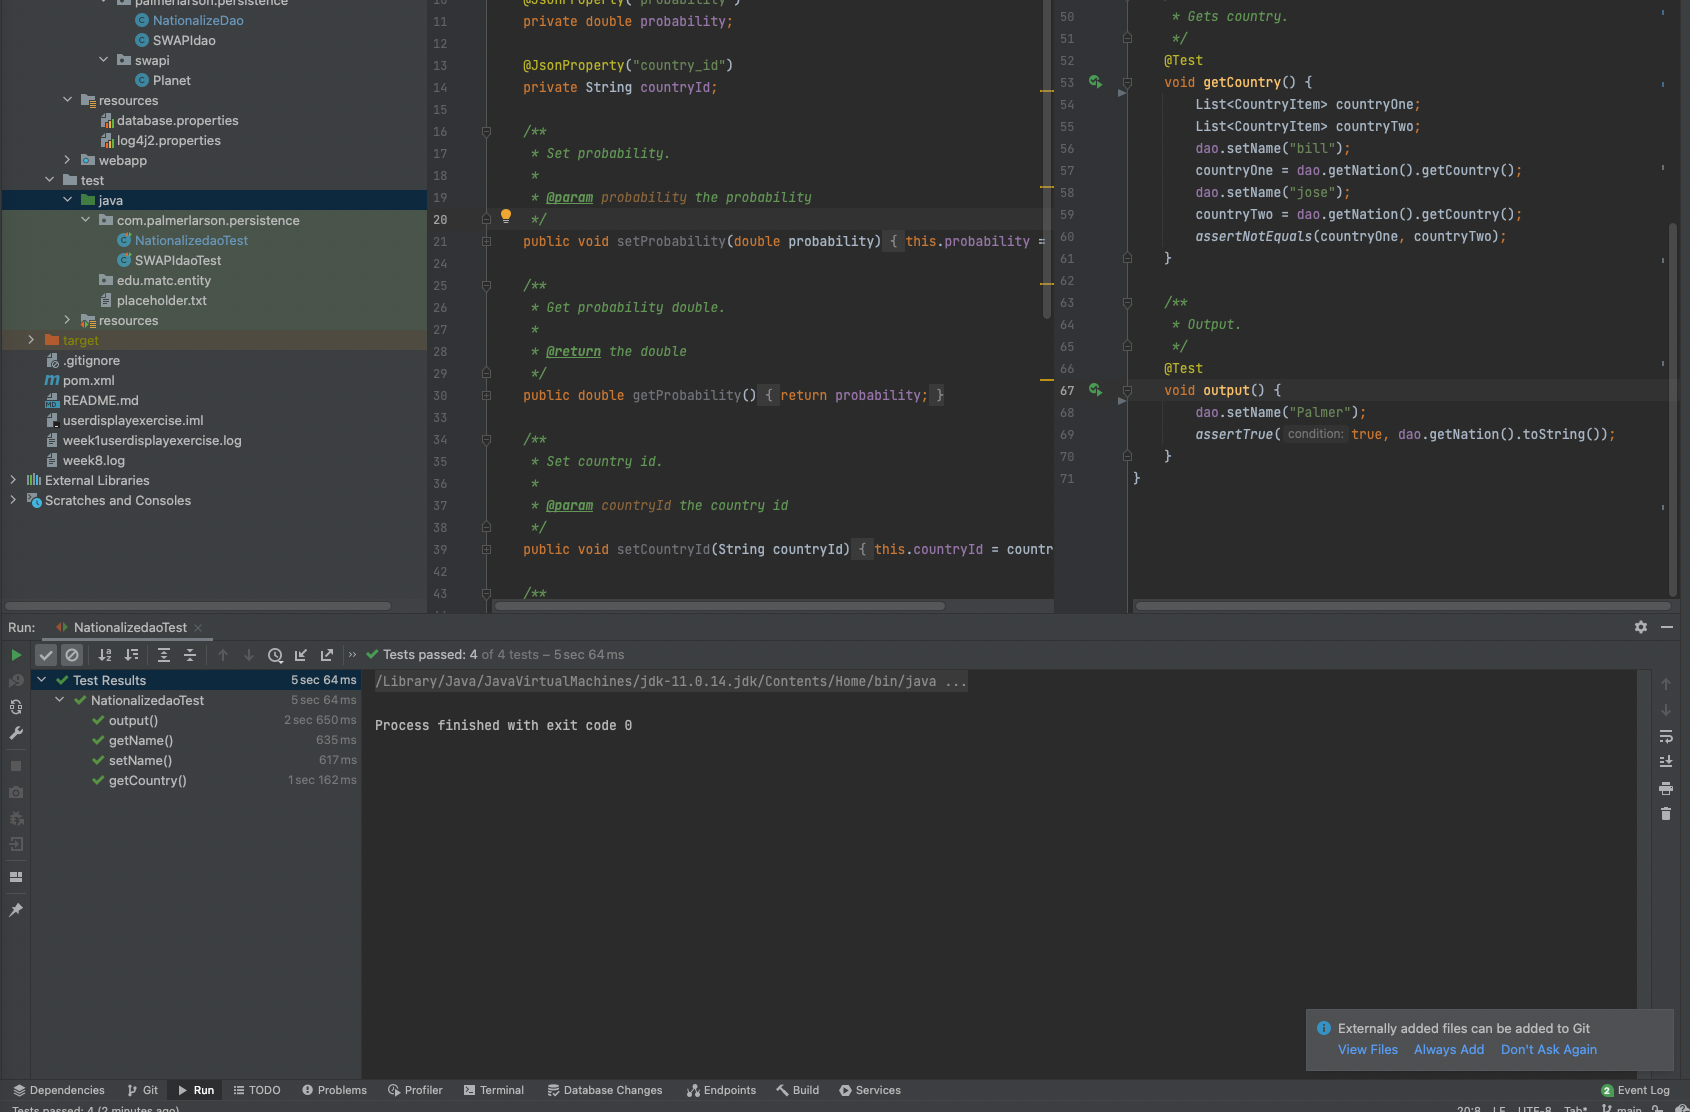 palmerlarson.persistence
NationalizeDao
SWAPIdao
swapi
Planet
resources
database.properties
log4j2.properties
webapp
test
java
com.palmerlarson.persistence
NationalizedaoTest
SWAPIdaoTest
edu.matc.entity
placeholder.txt
resources
target
.gitignore
pom.xml
README.md
userdisplayexercise.iml
week1userdisplayexercise.log
week8.log
External Libraries
Scratches and Consoles
10 @JsonProperty("probability")
11 private double probability;
12
13 @JsonProperty("country_id")
14 private String countryId;
15
16 /**
17 * Set probability.
18 *
19 * @param probability the probability
20 */
21 public void setProbability(double probability) { this.probability =
24
25 /**
26 * Get probability double.
27 *
28 * @return the double
29 */
30 public double getProbability() { return probability; }
33
34 /**
35 * Set country id.
36 *
37 * @param countryId the country id
38 */
39 public void setCountryId(String countryId) { this.countryId = countr
42
43 /**
50 * Gets country.
51 */
52 @Test
53 void getCountry() {
54 List<CountryItem> countryOne;
55 List<CountryItem> countryTwo;
56 dao.setName("bill");
57 countryOne = dao.getNation().getCountry();
58 dao.setName("jose");
59 countryTwo = dao.getNation().getCountry();
60 assertNotEquals(countryOne, countryTwo);
61 }
62
63 /**
64 * Output.
65 */
66 @Test
67 void output() {
68 dao.setName("Palmer");
69 assertTrue( condition: true, dao.getNation().toString());
70 }
71 }
Run: NationalizedaoTest
Tests passed: 4 of 4 tests – 5 sec 64 ms
Test Results 5 sec 64 ms
NationalizedaoTest 5 sec 64 ms
output() 2 sec 650 ms
getName() 635 ms
setName() 617 ms
getCountry() 1 sec 162 ms
/Library/Java/JavaVirtualMachines/jdk-11.0.14.jdk/Contents/Home/bin/java ...
Process finished with exit code 0
Externally added files can be added to Git
View Files Always Add Don't Ask Again
Dependencies Git Run TODO Problems Profiler Terminal Database Changes Endpoints Build Services 2 Event Log
Tests passed: 4 (2 minutes ago) 20:8 LF UTF-8 Tab* main